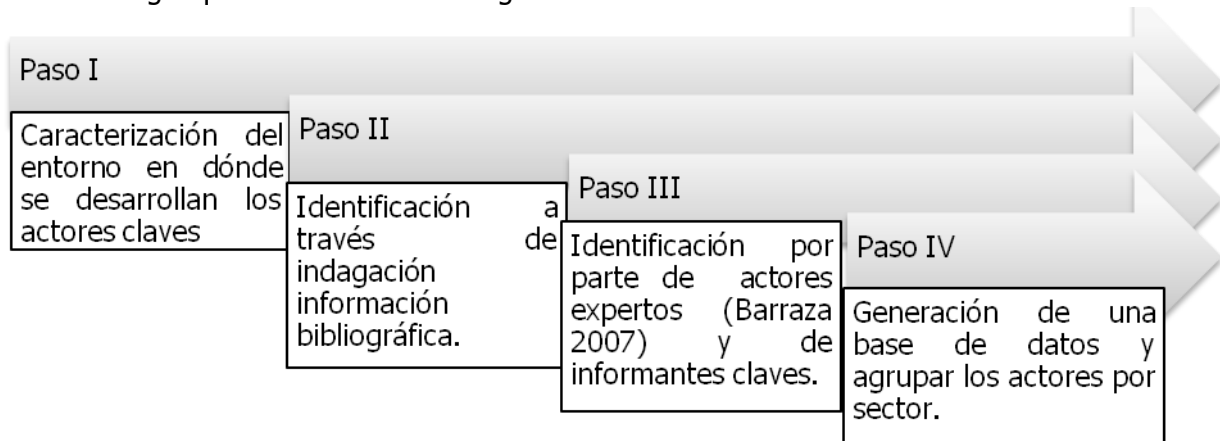 Paso I
Caracterización del
entorno en dónde
se desarrollan los
actores claves
Paso II
Identificación a
través de
indagación
información
bibliográfica.
Paso III
Identificación por
parte de actores
expertos (Barraza
2007) y de
informantes claves.
Paso IV
Generación de una
base de datos y
agrupar los actores por
sector.